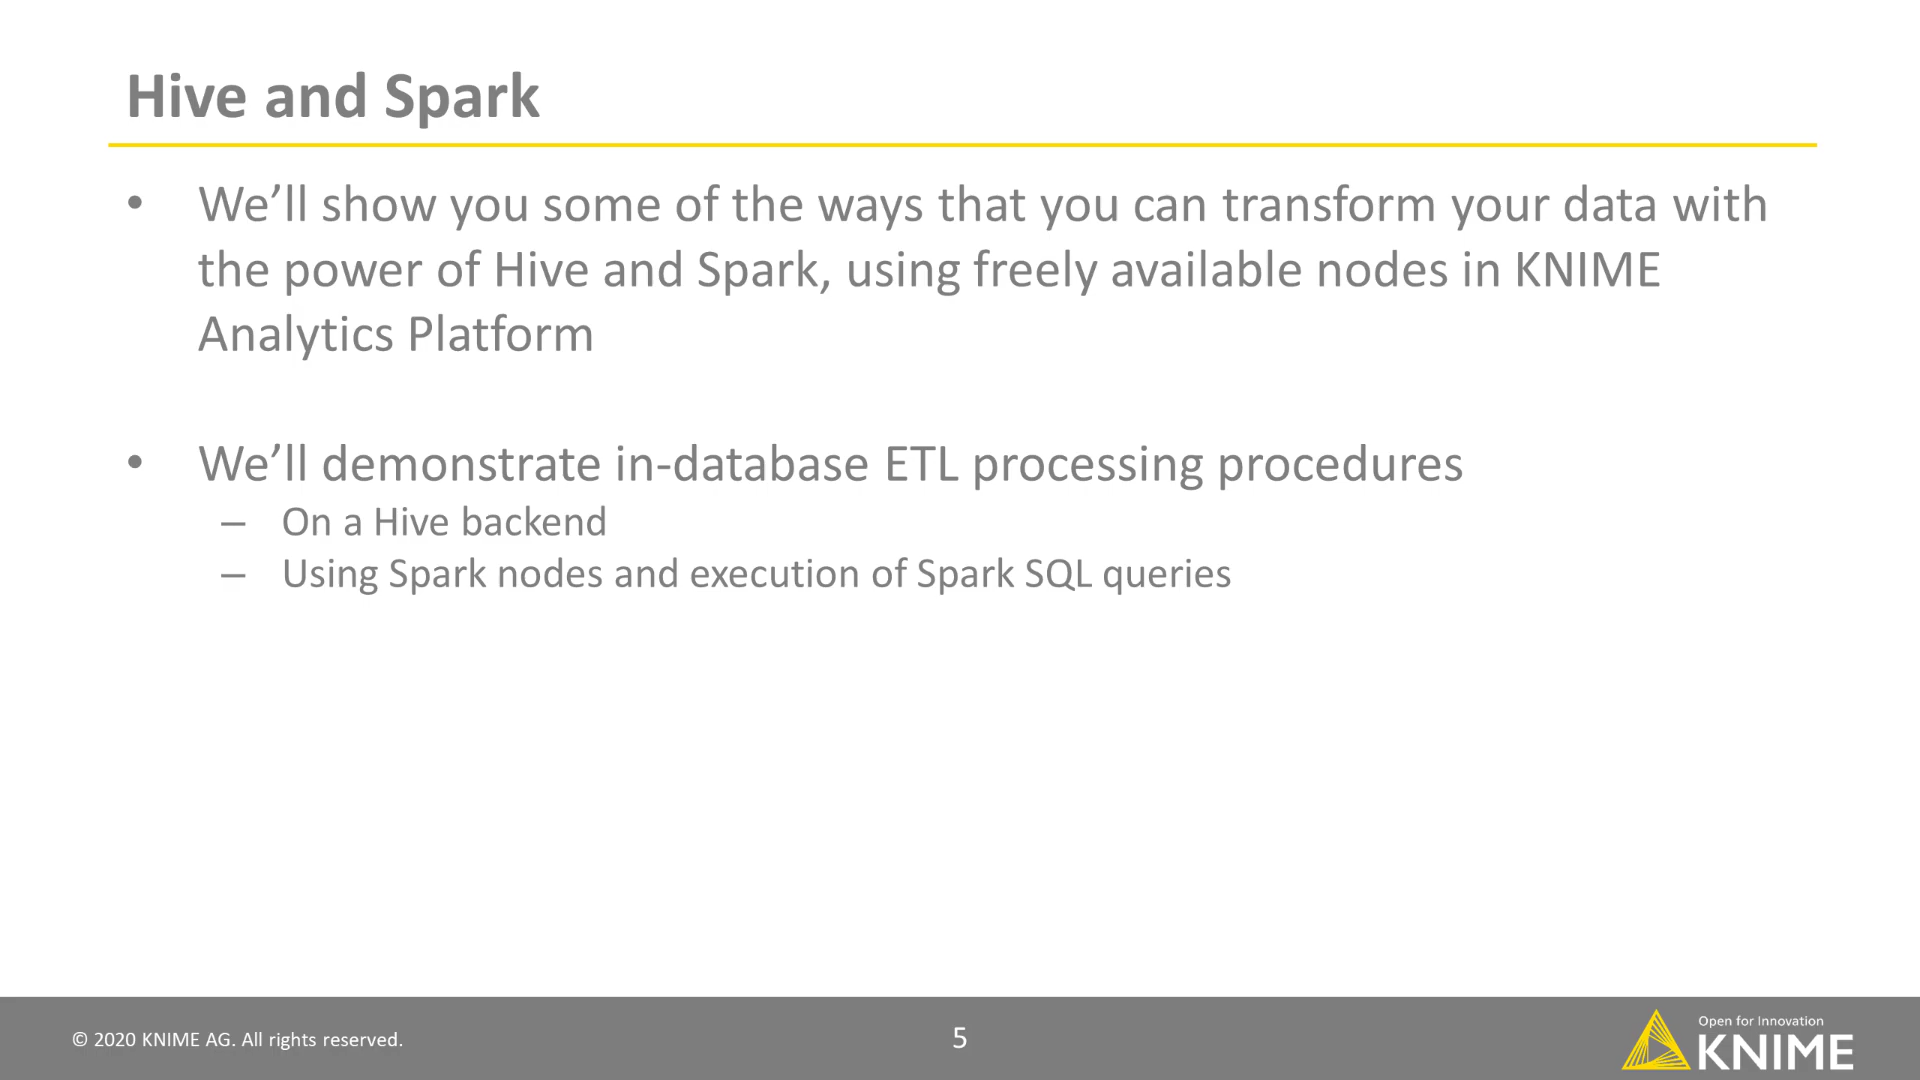 Hive and Spark
• We’ll show you some of the ways that you can transform your data with
the power of Hive and Spark, using freely available nodes in KNIME
Analytics Platform
• We’ll demonstrate in-database ETL processing procedures
– On a Hive backend
– Using Spark nodes and execution of Spark SQL queries
© 2020 KNIME AG. All rights reserved.
5
Open for Innovation
KNIME